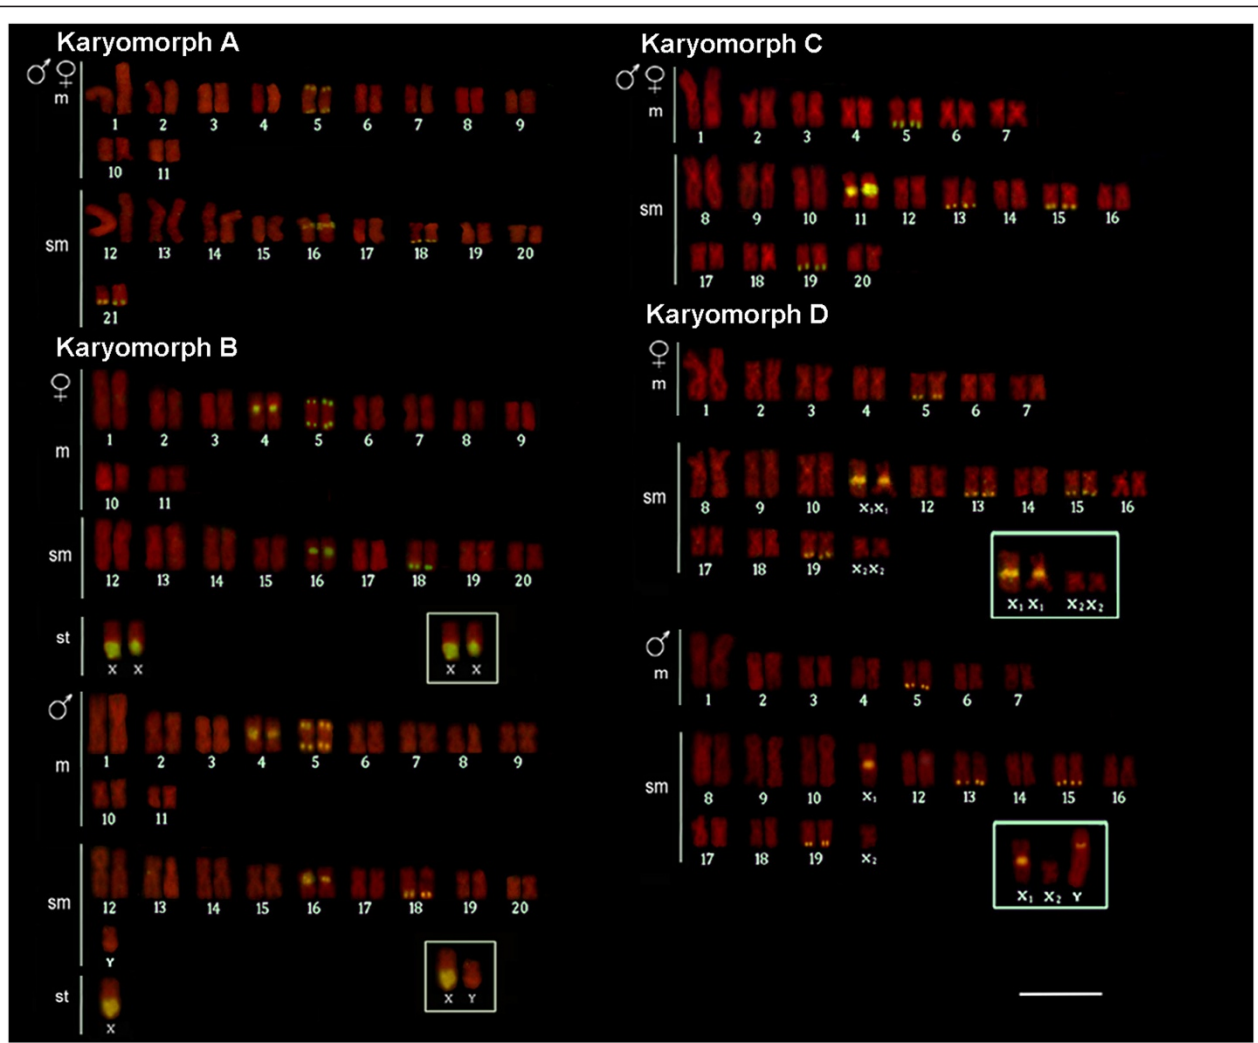 Karyomorph A
♂ ♀
m
1 2 3 4 5 6 7 8 9
10 11
sm
12 13 14 15 16 17 18 19 20
21
Karyomorph B
♀
m
1 2 3 4 5 6 7 8 9
10 11
sm
12 13 14 15 16 17 18 19 20
st
X X
X X
♂
m
1 2 3 4 5 6 7 8 9
10 11
sm
12 13 14 15 16 17 18 19 20
Y
X Y
st
X
Karyomorph C
♂ ♀
m
1 2 3 4 5 6 7
sm
8 9 10 11 12 13 14 15 16
17 18 19 20
Karyomorph D
♀
m
1 2 3 4 5 6 7
sm
8 9 10 X₁X₁ 12 13 14 15 16
17 18 19 X₂X₂
X₁ X₁ X₂X₂
♂
m
1 2 3 4 5 6 7
sm
8 9 10 X₁ 12 13 14 15 16
17 18 19 X₂
X₁ X₂ Y